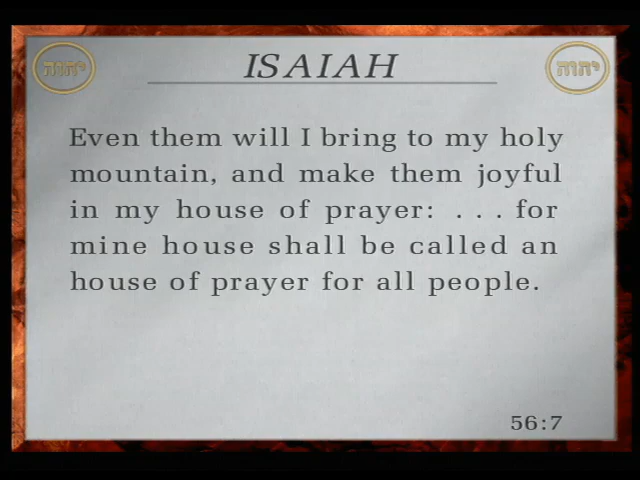 יהוה ISAIAH יהוה
Even them will I bring to my holy
mountain, and make them joyful
in my house of prayer: . . . for
mine house shall be called an
house of prayer for all people.
56:7